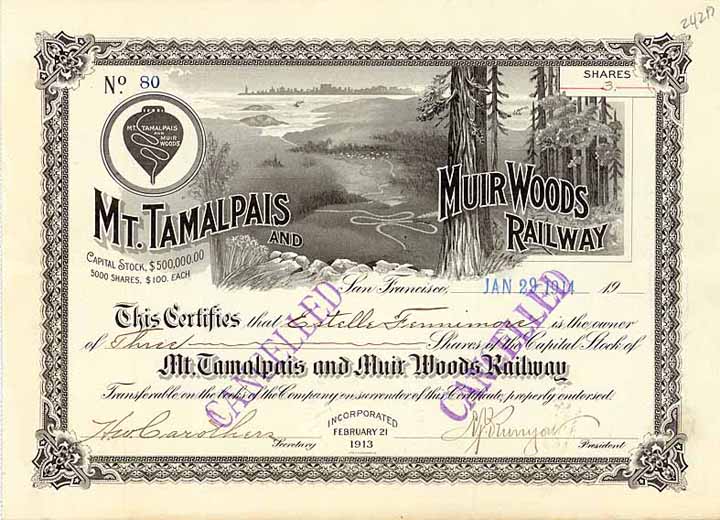 242D
No. 80
SHARES
3.
MT. TAMALPAIS
AND
MUIR
WOODS
MT. TAMALPAIS
AND
MUIR WOODS
RAILWAY
CAPITAL STOCK, $500,000.00
5000 SHARES, $100. EACH
San Francisco, JAN 29 1914 19
This Certifies that Estelle Fennimore is the owner
of Three Shares of the Capital Stock of
Mt. Tamalpais and Muir Woods Railway
Transferable on the books of the Company on surrender of this Certificate, properly endorsed.
CANCELLED
CANCELLED
INCORPORATED
FEBRUARY 21
1913
Carothers
Secretary
President